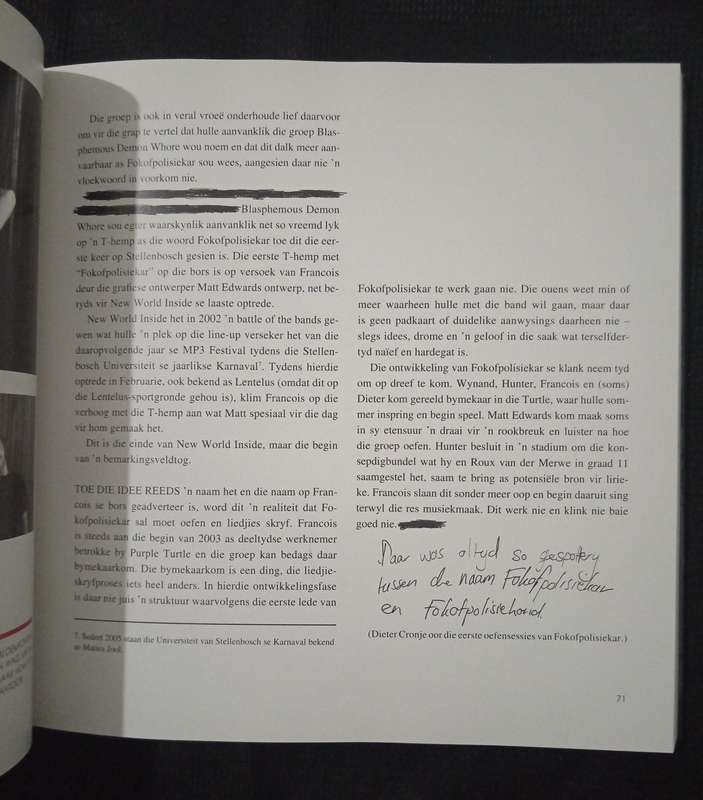 Die groep is ook in veral vroeë onderhoude lief daarvoor
om vir die grap te vertel dat hulle aanvanklik die groep Blas-
phemous Demon Whore wou noem en dat dit dalk meer aan-
vaarbaar as Fokofpolisiekar sou wees, aangesien daar nie 'n
vloekwoord in voorkom nie.
Blasphemous Demon
Whore sou egter waarskynlik aanvanklik net so vreemd lyk
op 'n T-hemp as die woord Fokofpolisiekar toe dit die eer-
ste keer op Stellenbosch gesien is. Die eerste T-hemp met
"Fokofpolisiekar" op die bors is op versoek van Francois
deur die grafiese ontwerper Matt Edwards ontwerp, net be-
tyds vir New World Inside se laaste optrede.
New World Inside het in 2002 'n battle of the bands ge-
wen wat hulle 'n plek op die line-up verseker het van die
daaropvolgende jaar se MP3 Festival tydens die Stellen-
bosch Universiteit se jaarlikse Karnaval7. Tydens hierdie
optrede in Februarie, ook bekend as Lentelus (omdat dit op
die Lentelus-sportgronde gehou is), klim Francois op die
verhoog met die T-hemp aan wat Matt spesiaal vir die dag
vir hom gemaak het.
Dit is die einde van New World Inside, maar die begin
van 'n bemarkingsveldtog.
TOE DIE IDEE REEDS 'n naam het en die naam op Fran-
cois se bors geadverteer is, word dit 'n realiteit dat Fo-
kofpolisiekar sal moet oefen en liedjies skryf. Francois
is steeds aan die begin van 2003 as deeltydse werknemer
betrokke by Purple Turtle en die groep kan bedags daar
bymekaarkom. Die bymekaarkom is een ding, die liedjie-
skryfproses iets heel anders. In hierdie ontwikkelingsfase
is daar nie juis 'n struktuur waarvolgens die eerste lede van
7. Sedert 2005 staan die Universiteit van Stellenbosch se Karnaval bekend
as Maties Jool.
Fokofpolisiekar te werk gaan nie. Die ouens weet min of
meer waarheen hulle met die band wil gaan, maar daar
is geen padkaart of duidelike aanwysings daarheen nie –
slegs idees, drome en 'n geloof in die saak wat terselfder-
tyd naïef en hardegat is.
Die ontwikkeling van Fokofpolisiekar se klank neem tyd
om op dreef te kom. Wynand, Hunter, Francois en (soms)
Dieter kom gereeld bymekaar in die Turtle, waar hulle som-
mer inspring en begin speel. Matt Edwards kom maak soms
in sy etensuur 'n draai vir 'n rookbreuk en luister na hoe
die groep oefen. Hunter besluit in 'n stadium om die kon-
sepdigbundel wat hy en Roux van der Merwe in graad 11
saamgestel het, saam te bring as potensiële bron vir lirie-
ke. Francois slaan dit sonder meer oop en begin daaruit sing
terwyl die res musiekmaak. Dit werk nie en klink nie baie
goed nie.
Daar was altyd so gespottery
tussen die naam Fokofpolisiekar
en Fokofpolisiehond.
(Dieter Cronje oor die eerste oefensessies van Fokofpolisiekar.)
71